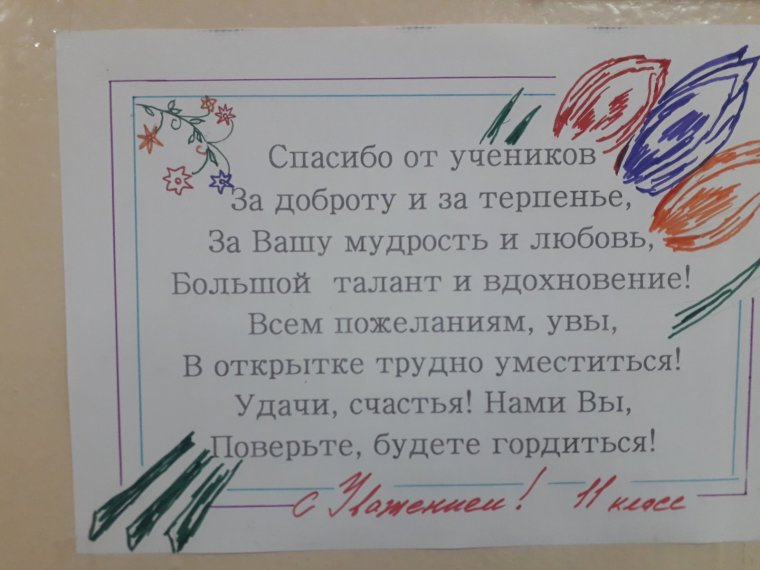 Спасибо от учеников
За доброту и за терпенье,
За Вашу мудрость и любовь,
Большой талант и вдохновение!
Всем пожеланиям, увы,
В открытке трудно уместиться!
Удачи, счастья! Нами Вы,
Поверьте, будете гордиться!
с Уважением! 11 класс